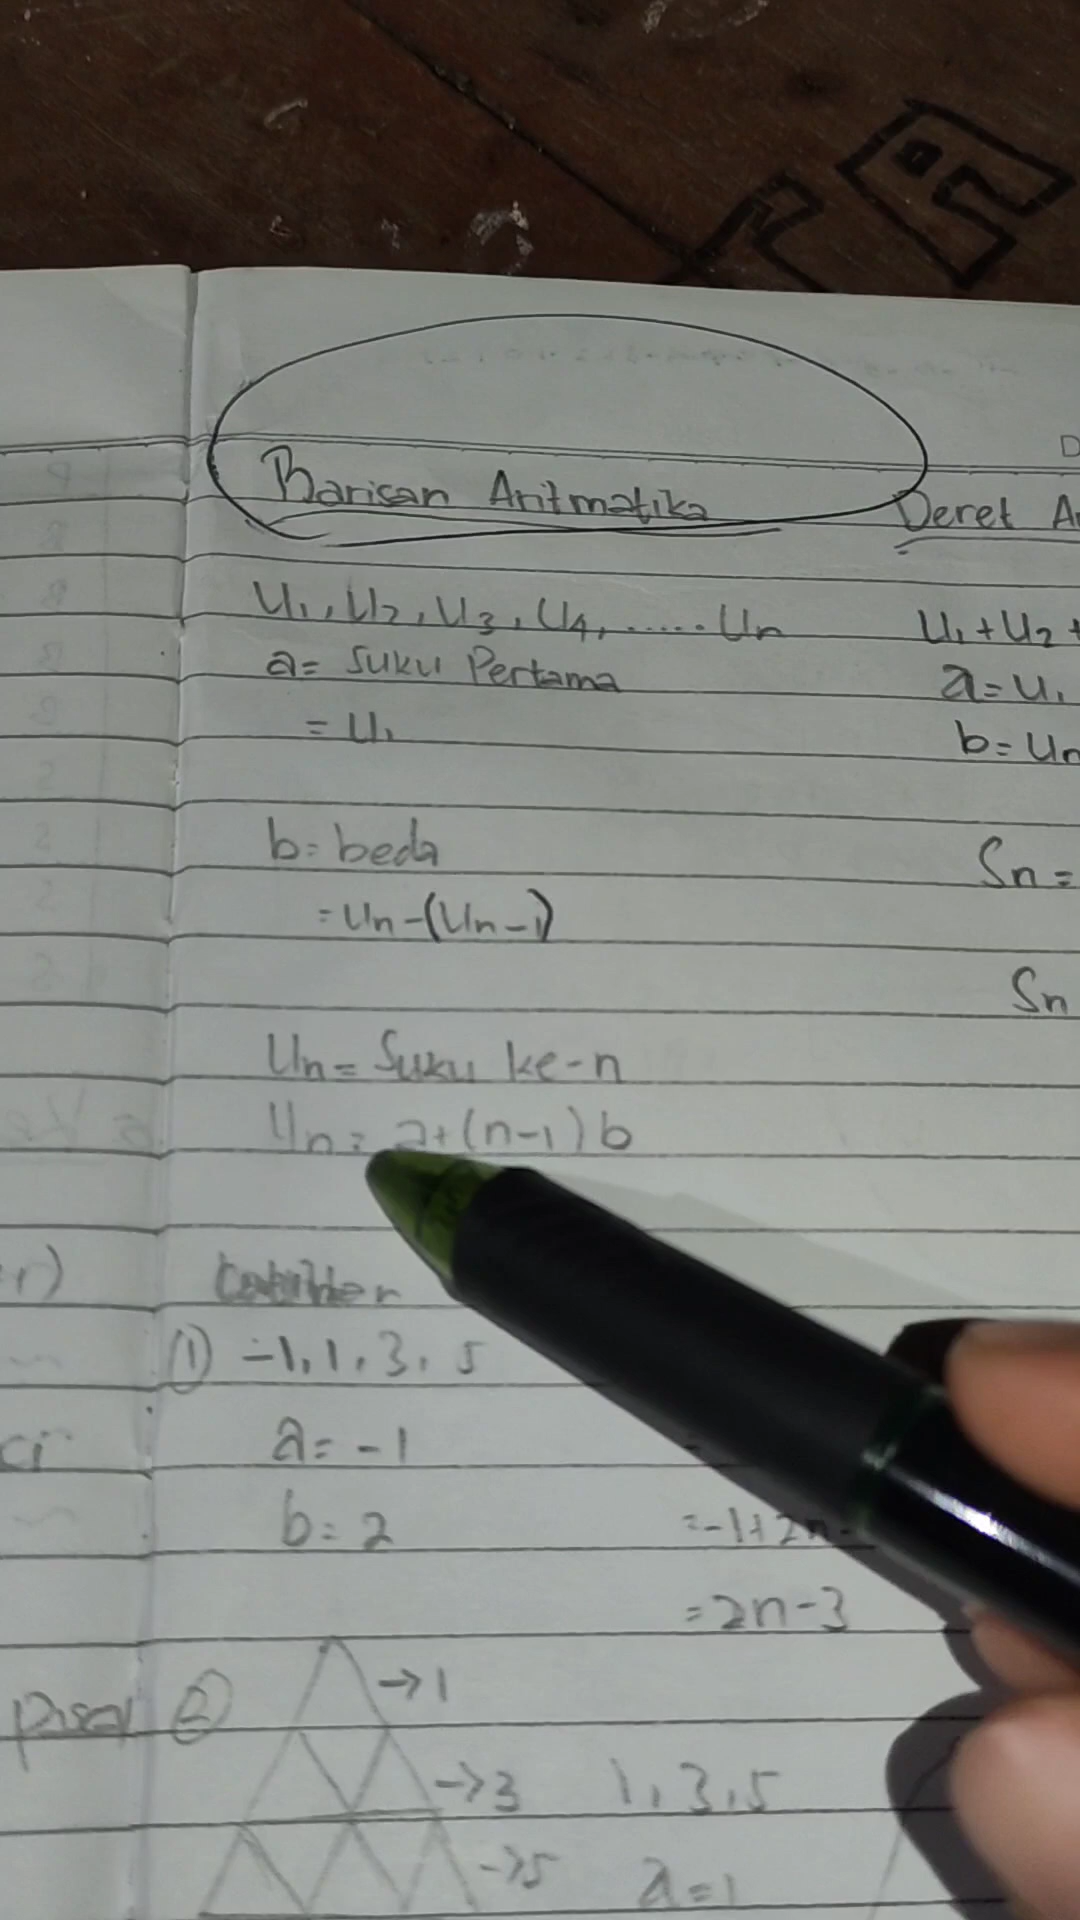 Barisan Aritmatika
U1, U2, U3, U4, ..... Un
a = Suku Pertama
= U1
b = beda
= Un - (Un-1)
Un = Suku ke-n
Un = a + (n-1) b
① -1, 1, 3, 5
a = -1
b = 2
= -1 + 2n -
= 2n - 3
② → 1
→ 3 1, 3, 5
→ 5 a = 1
Deret A
U1 + U2 +
a = U1
b = Un
Sn =
Sn